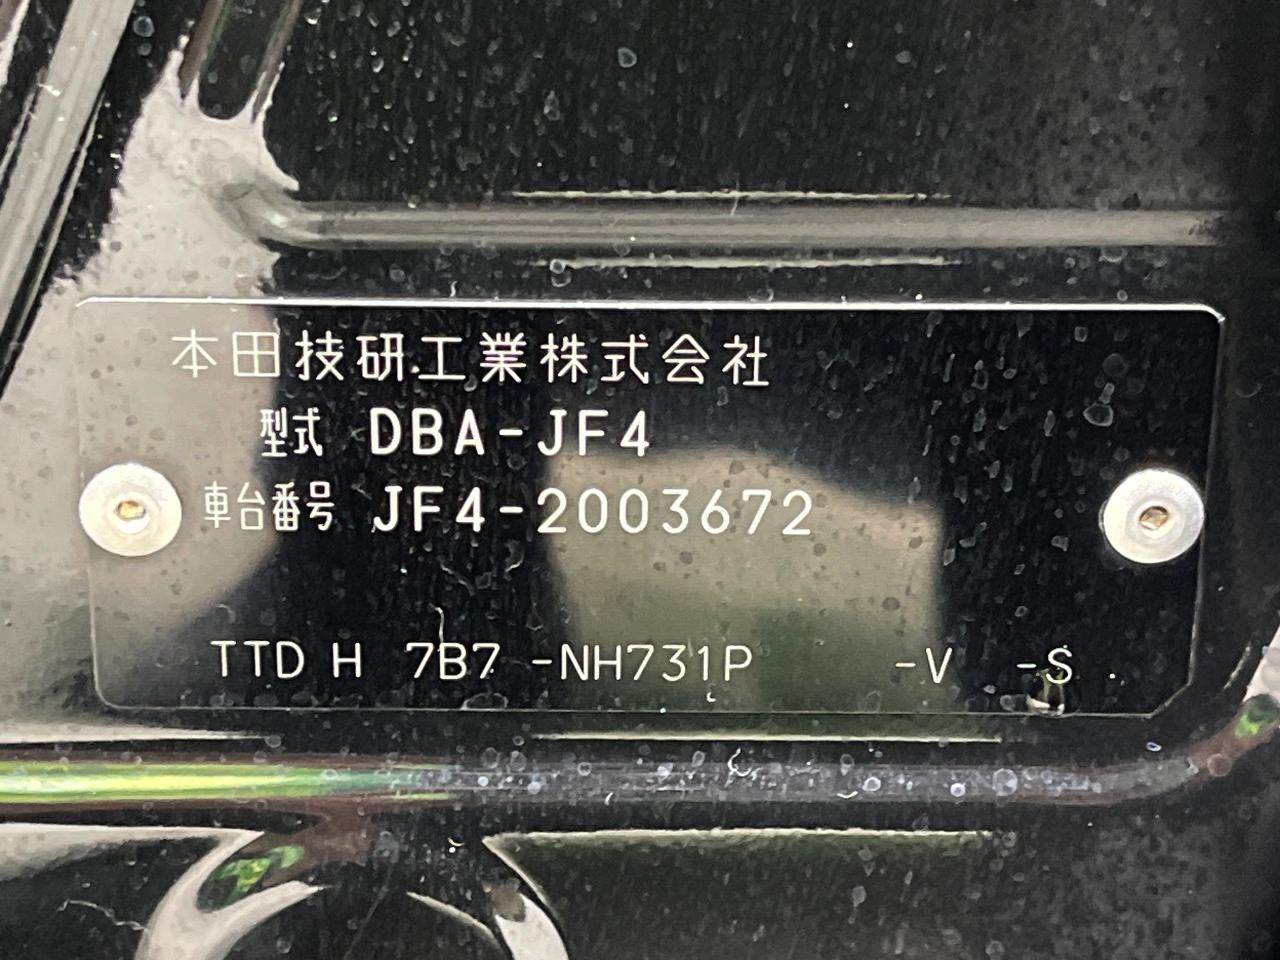 本田技研工業株式会社
型式 DBA-JF4
車台番号 JF4-2003672
TTD H 7B7 -NH731P -V -S